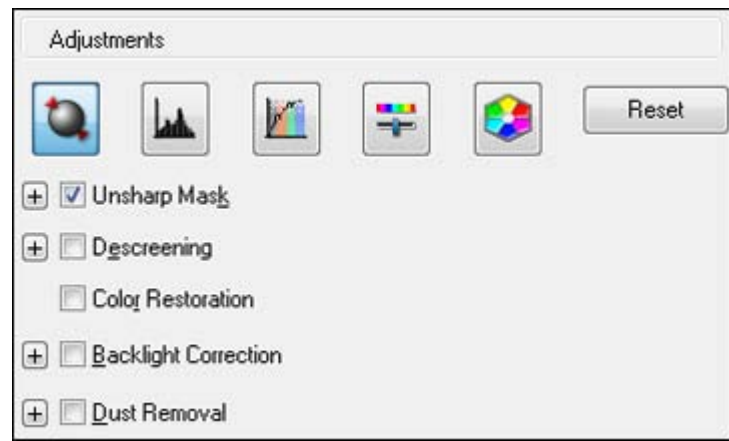 Adjustments
Reset
Unsharp Mask
Descreening
Color Restoration
Backlight Correction
Dust Removal